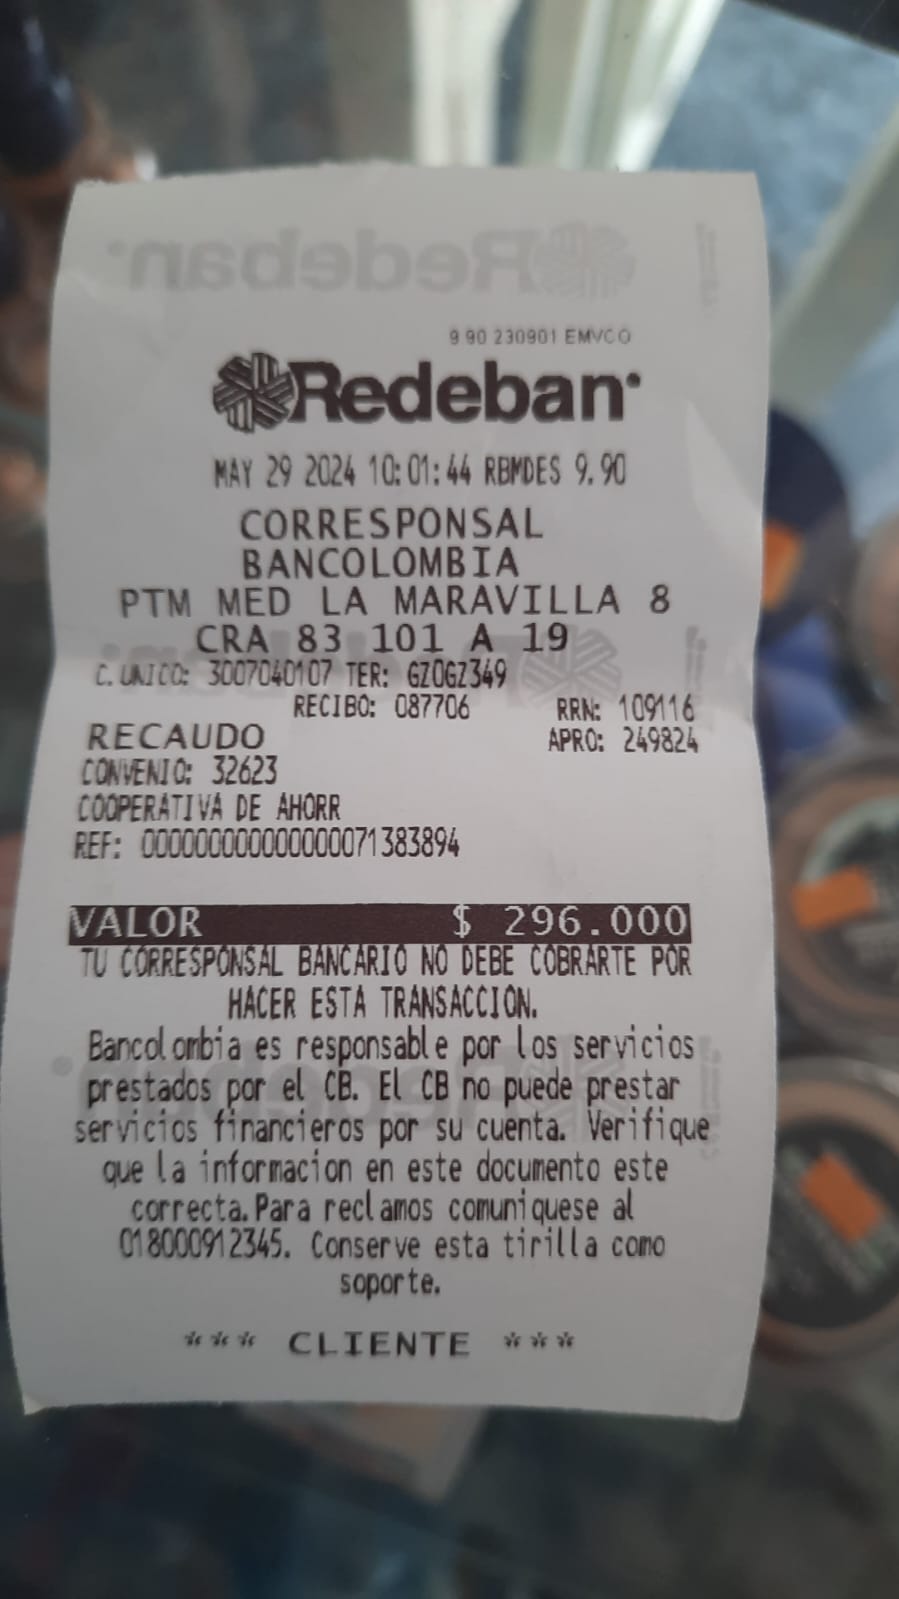 Redeban
9 90 230901 EMVCO
Redeban
MAY 29 2024 10:01:44 RBMDES 9.90
CORRESPONSAL
BANCOLOMBIA
PTM MED LA MARAVILLA 8
CRA 83 101 A 19
C. UNICO: 3007040107 TER: GZ0GZ349
RECIBO: 087706 RRN: 109116
RECAUDO APRO: 249824
CONVENIO: 32623
COOPERATIVA DE AHORR
REF: 000000000000000071383894
VALOR $ 296.000
TU CORRESPONSAL BANCARIO NO DEBE COBRARTE POR
HACER ESTA TRANSACCION.
Bancolombia es responsable por los servicios
prestados por el CB. El CB no puede prestar
servicios financieros por su cuenta. Verifique
que la informacion en este documento este
correcta.Para reclamos comuniquese al
018000912345. Conserve esta tirilla como
soporte.
*** CLIENTE ***